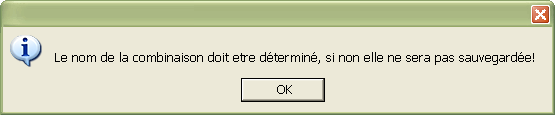 Le nom de la combinaison doit etre déterminé, si non elle ne sera pas sauvegardée!
OK